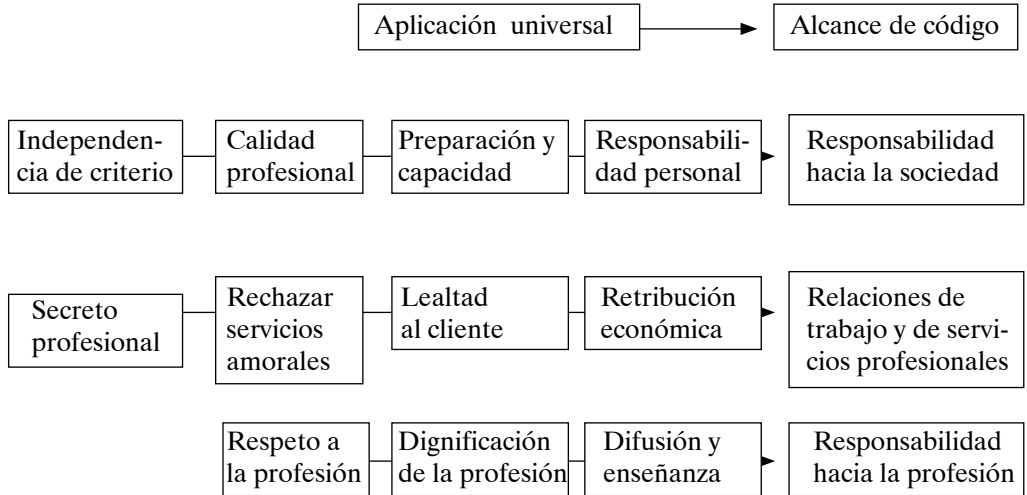 Aplicación universal
Alcance de código
Independen-
cia de criterio
Calidad
profesional
Preparación y
capacidad
Responsabili-
dad personal
Responsabilidad
hacia la sociedad
Secreto
profesional
Rechazar
servicios
amorales
Lealtad
al cliente
Retribución
económica
Relaciones de
trabajo y de servi-
cios profesionales
Respeto a
la profesión
Dignificación
de la profesión
Difusión y
enseñanza
Responsabilidad
hacia la profesión